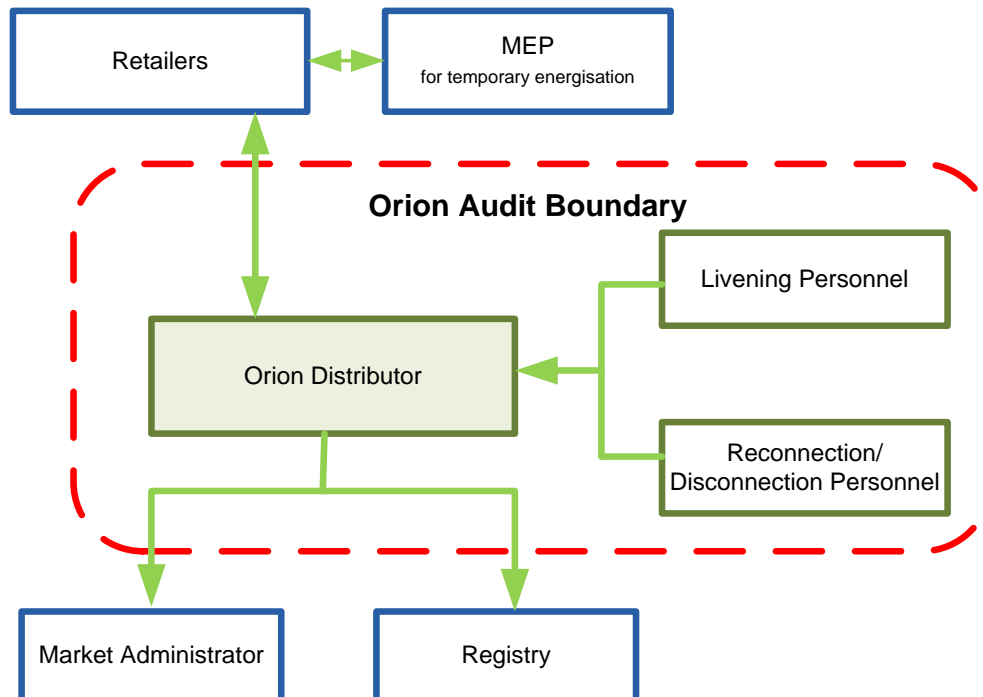 Retailers
MEP
for temporary energisation
Orion Audit Boundary
Livening Personnel
Orion Distributor
Reconnection/
Disconnection Personnel
Market Administrator
Registry